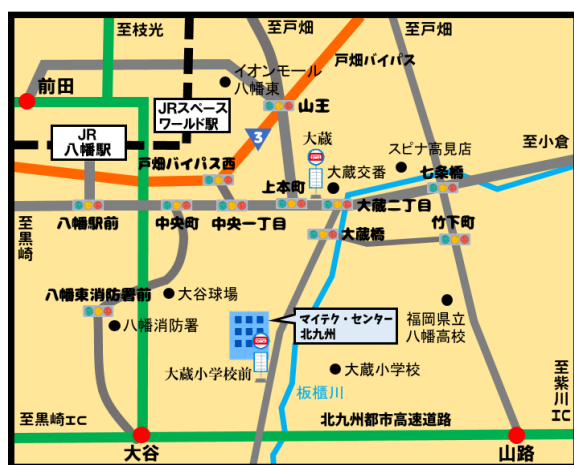 至枝光
至戸畑
至戸畑
戸畑バイパス
イオンモール
八幡東
前田
山王
JRスペース
ワールド駅
3
JR
八幡駅
大蔵
スピナ高見店
至小倉
戸畑バイパス西
大蔵交番
七条橋
上本町
至黒崎
八幡駅前
中央町
中央一丁目
大蔵二丁目
竹下町
大蔵橋
八幡東消防署前
大谷球場
八幡消防署
マイテク・センター
北九州
福岡県立
八幡高校
大蔵小学校前
大蔵小学校
板櫃川
至紫川IC
至黒崎IC
北九州都市高速道路
大谷
山路